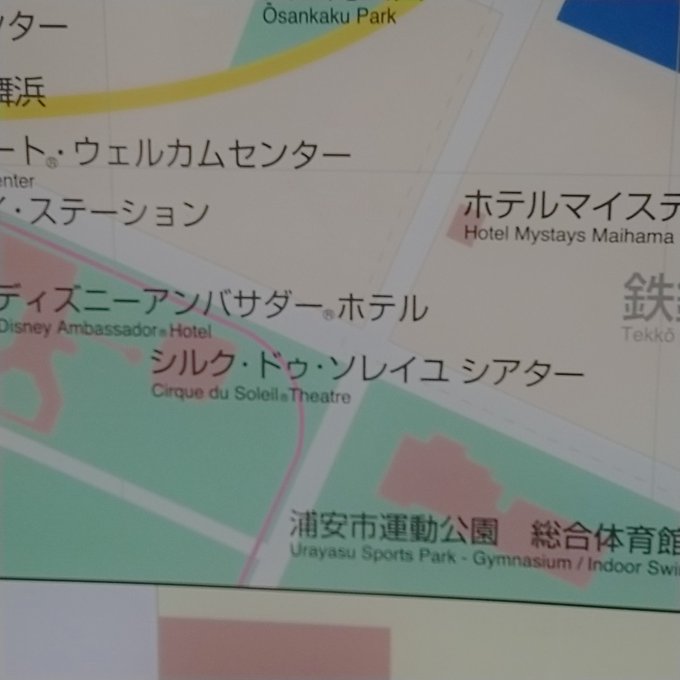 Ōsankaku Park
ター
舞浜
ート®・ウェルカムセンター
enter
・ステーション
ホテルマイステ
Hotel Mystays Maihama
ディズニーアンバサダー®ホテル
Disney Ambassador® Hotel
鉄
Tekkō
シルク・ドゥ・ソレイユ シアター
Cirque du Soleil® Theatre
浦安市運動公園 総合体育館
Urayasu Sports Park - Gymnasium / Indoor Swi